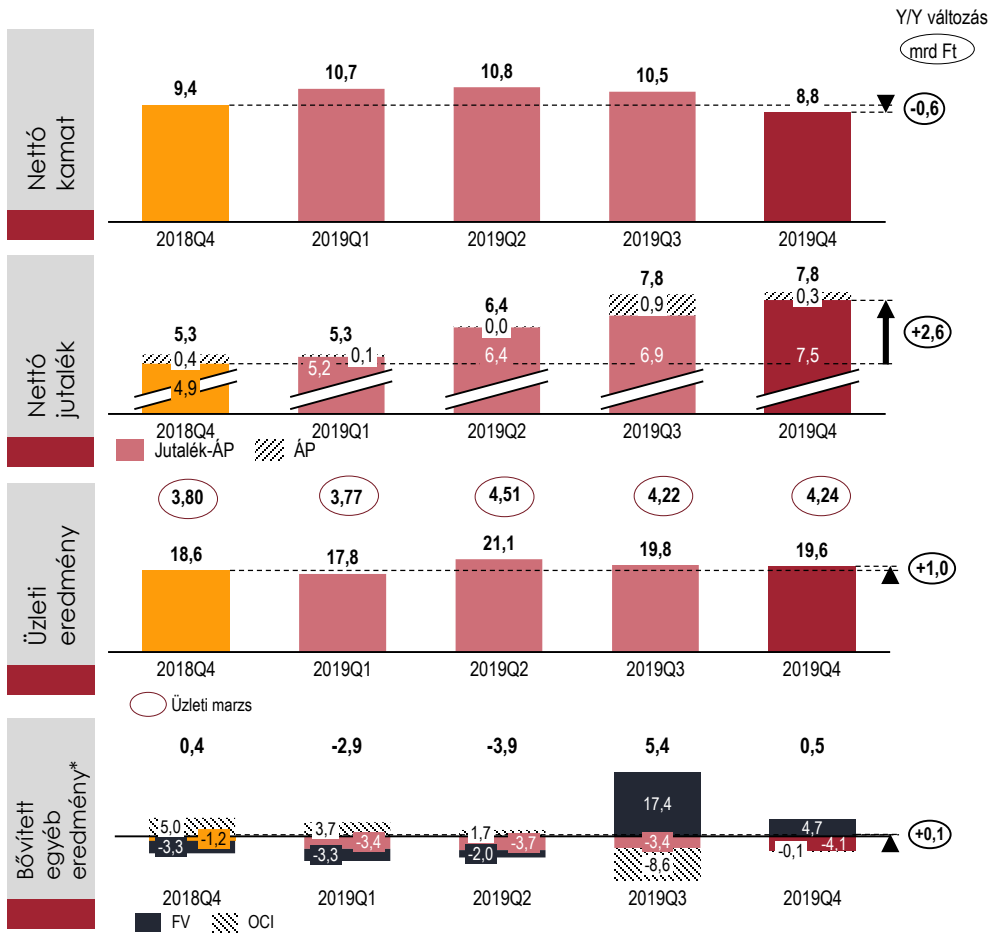 Y/Y változás
mrd Ft
Nettó
kamat
9,4
10,7
10,8
10,5
8,8
-0,6
2018Q4
2019Q1
2019Q2
2019Q3
2019Q4
Nettó
jutalék
5,3
5,3
6,4
7,8
7,8
0,4
0,1
0,0
0,9
0,3
4,9
5,2
6,4
6,9
7,5
+2,6
2018Q4
2019Q1
2019Q2
2019Q3
2019Q4
Jutalék-ÁP
ÁP
Üzleti
eredmény
3,80
3,77
4,51
4,22
4,24
18,6
17,8
21,1
19,8
19,6
+1,0
2018Q4
2019Q1
2019Q2
2019Q3
2019Q4
Üzleti marzs
Bővített
egyéb
eredmény*
0,4
-2,9
-3,9
5,4
0,5
5,0
-3,3
-1,2
3,7
-3,3
-3,4
1,7
-2,0
-3,7
17,4
-3,4
-8,6
4,7
-0,1
-4,1
+0,1
2018Q4
2019Q1
2019Q2
2019Q3
2019Q4
FV
OCI